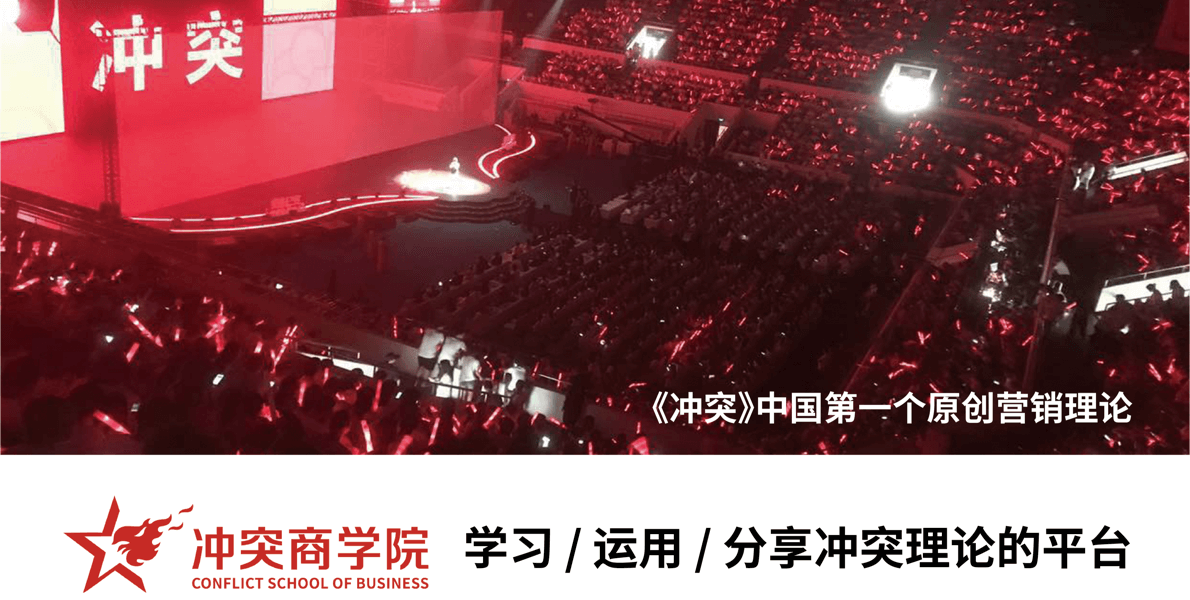 冲突
《冲突》中国第一个原创营销理论
冲突商学院
CONFLICT SCHOOL OF BUSINESS
学习 / 运用 / 分享冲突理论的平台